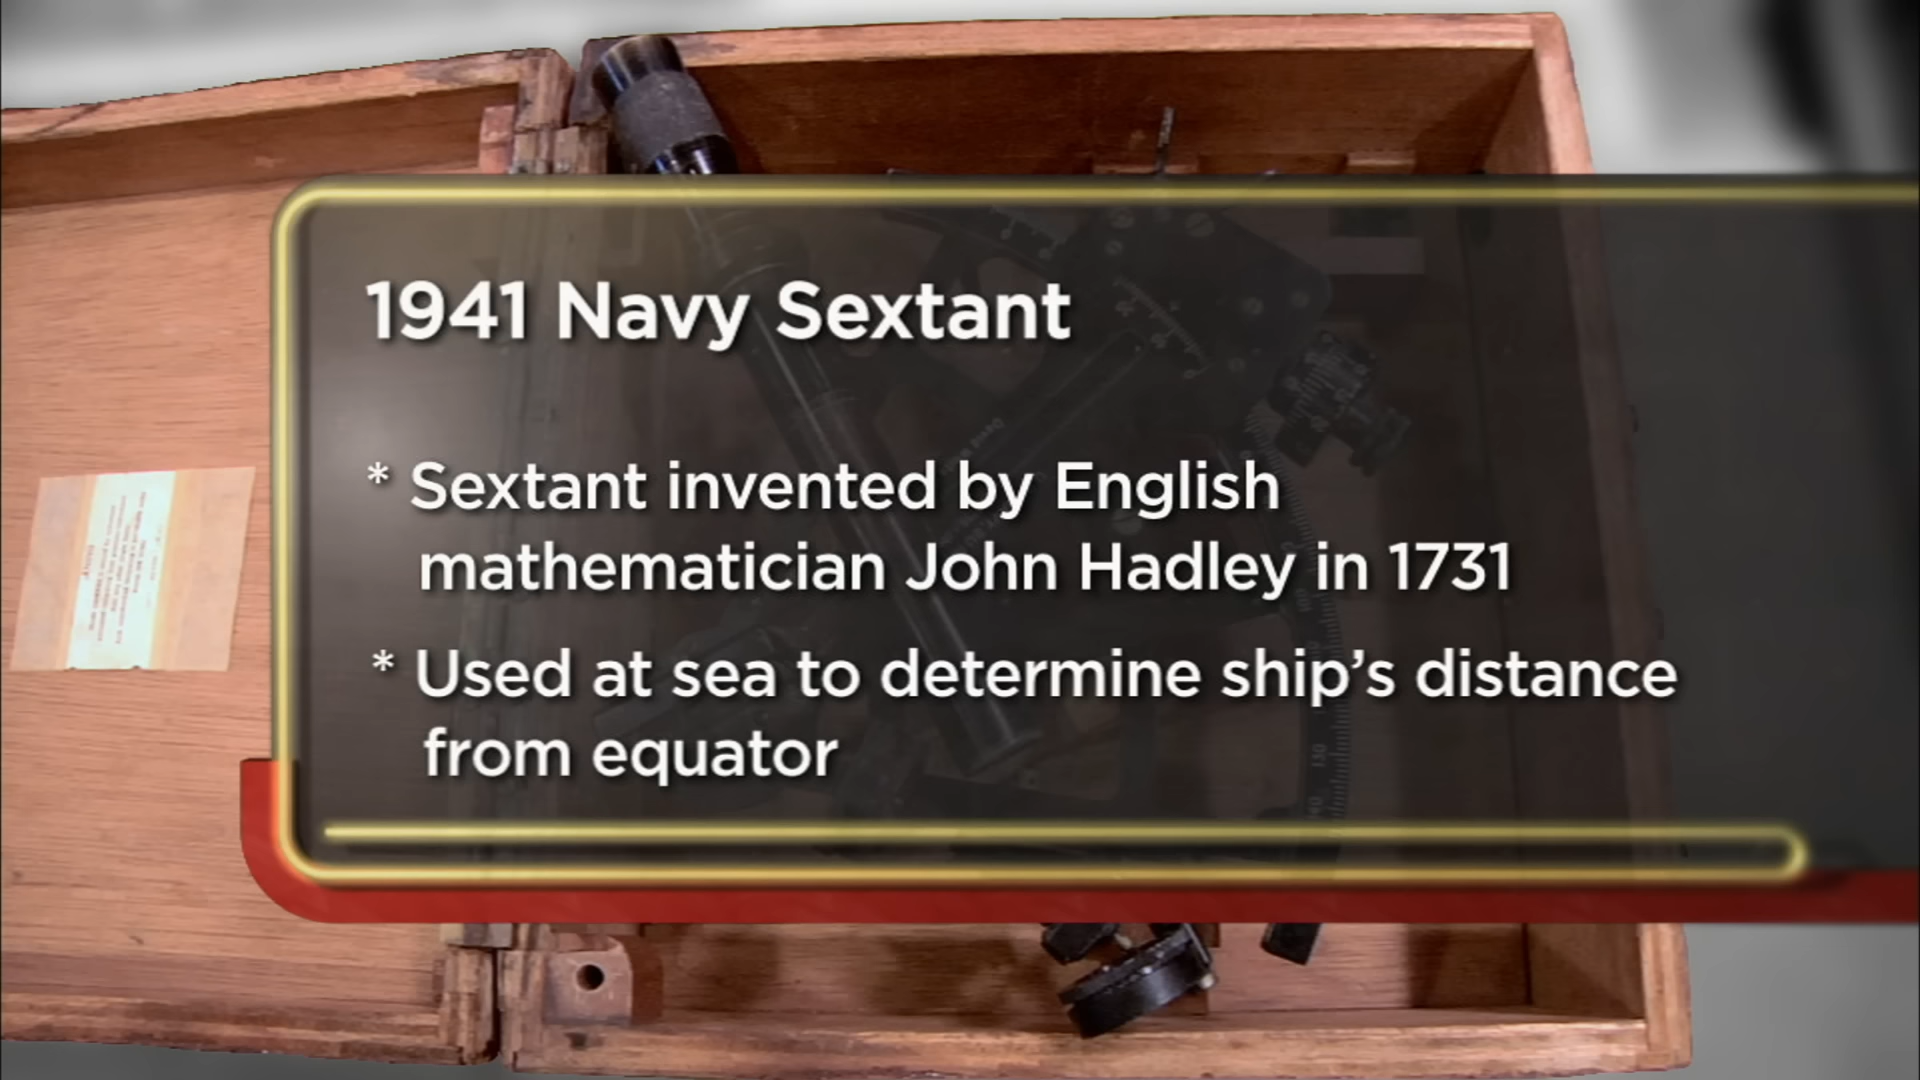 1941 Navy Sextant
* Sextant invented by English
mathematician John Hadley in 1731
* Used at sea to determine ship's distance
from equator
130